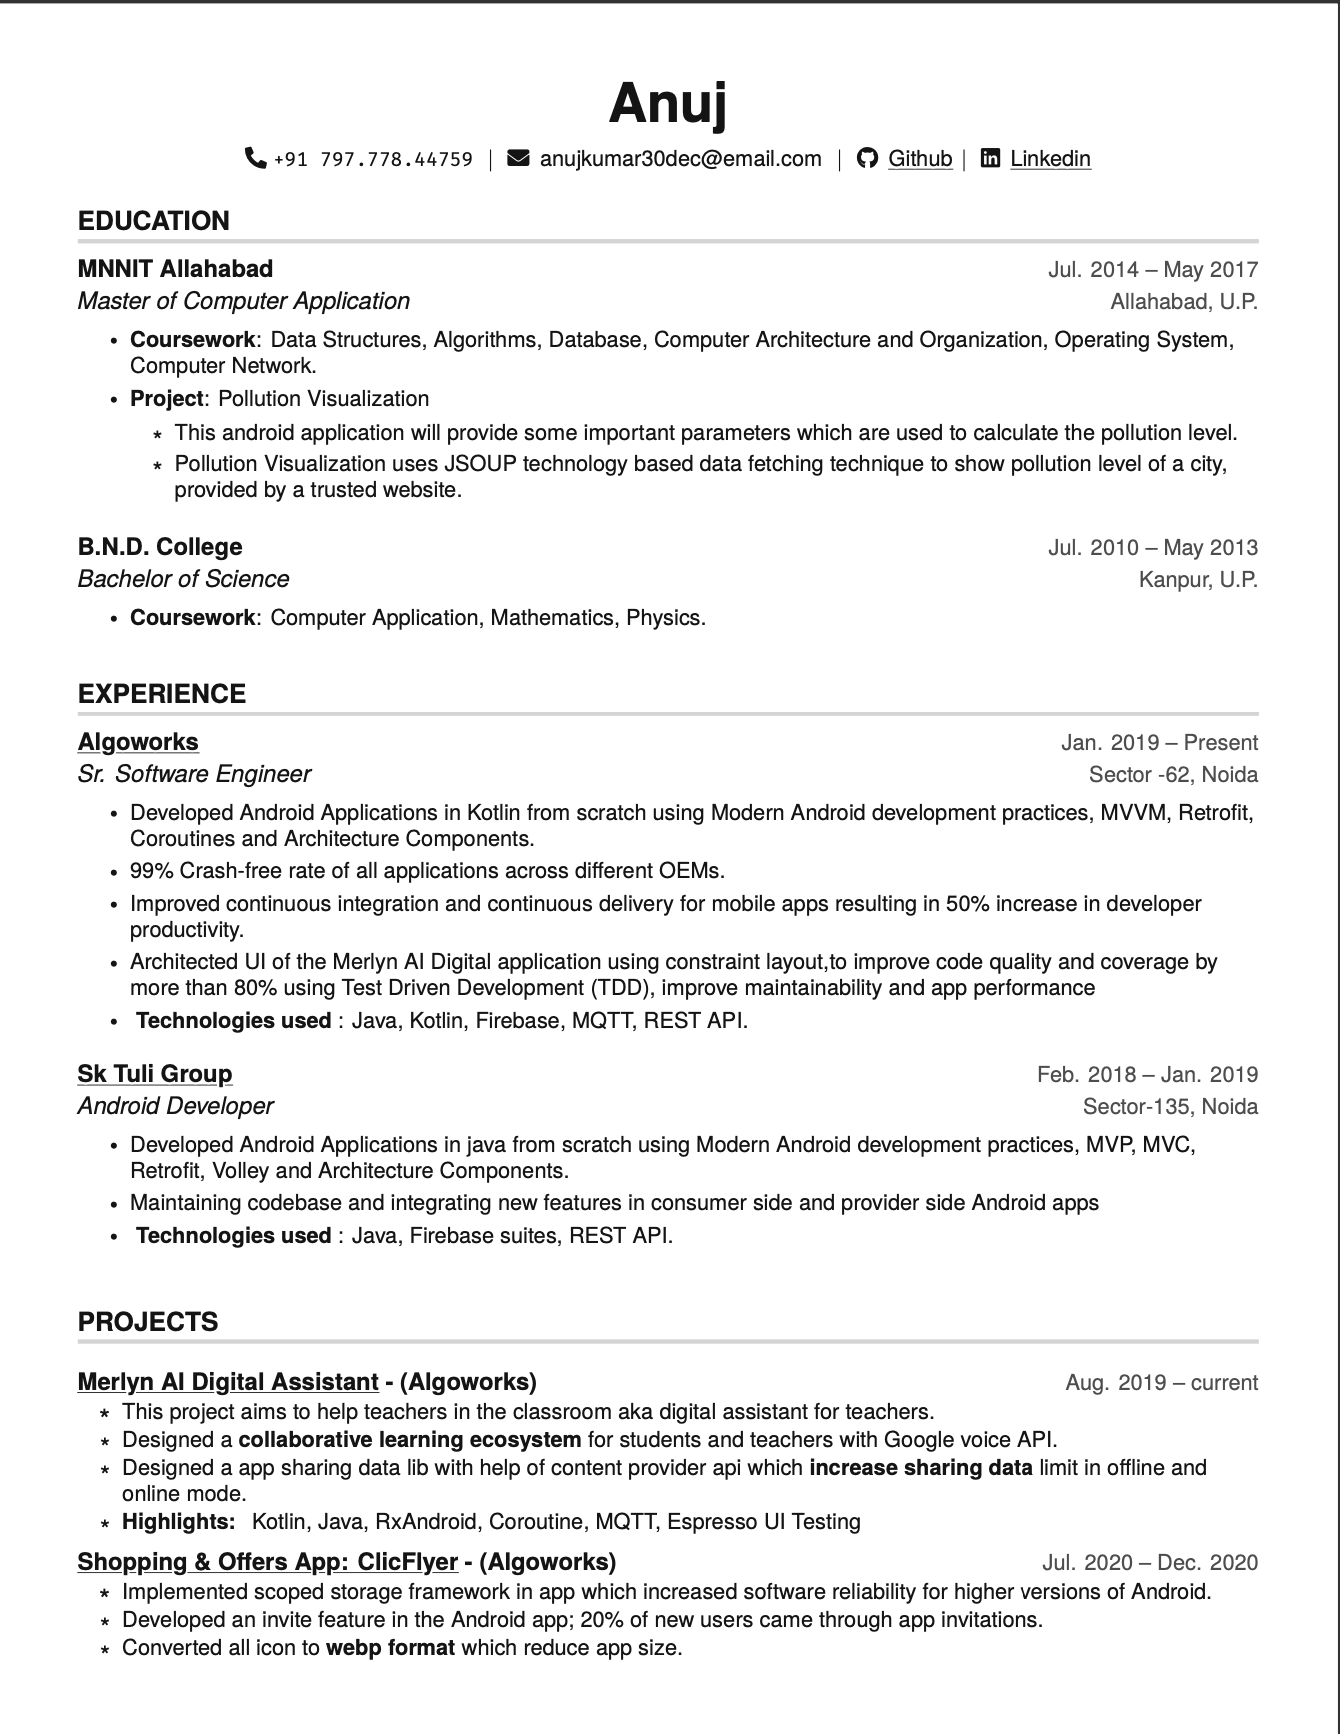 Anuj
+91 797.778.44759 | anujkumar30dec@email.com | Github | Linkedin
EDUCATION
MNNIT Allahabad Jul. 2014 – May 2017
Master of Computer Application Allahabad, U.P.
• Coursework: Data Structures, Algorithms, Database, Computer Architecture and Organization, Operating System,
Computer Network.
• Project: Pollution Visualization
* This android application will provide some important parameters which are used to calculate the pollution level.
* Pollution Visualization uses JSOUP technology based data fetching technique to show pollution level of a city,
provided by a trusted website.
B.N.D. College Jul. 2010 – May 2013
Bachelor of Science Kanpur, U.P.
• Coursework: Computer Application, Mathematics, Physics.
EXPERIENCE
Algoworks Jan. 2019 – Present
Sr. Software Engineer Sector -62, Noida
• Developed Android Applications in Kotlin from scratch using Modern Android development practices, MVVM, Retrofit,
Coroutines and Architecture Components.
• 99% Crash-free rate of all applications across different OEMs.
• Improved continuous integration and continuous delivery for mobile apps resulting in 50% increase in developer
productivity.
• Architected UI of the Merlyn AI Digital application using constraint layout,to improve code quality and coverage by
more than 80% using Test Driven Development (TDD), improve maintainability and app performance
• Technologies used : Java, Kotlin, Firebase, MQTT, REST API.
Sk Tuli Group Feb. 2018 – Jan. 2019
Android Developer Sector-135, Noida
• Developed Android Applications in java from scratch using Modern Android development practices, MVP, MVC,
Retrofit, Volley and Architecture Components.
• Maintaining codebase and integrating new features in consumer side and provider side Android apps
• Technologies used : Java, Firebase suites, REST API.
PROJECTS
Merlyn AI Digital Assistant - (Algoworks) Aug. 2019 – current
* This project aims to help teachers in the classroom aka digital assistant for teachers.
* Designed a collaborative learning ecosystem for students and teachers with Google voice API.
* Designed a app sharing data lib with help of content provider api which increase sharing data limit in offline and
online mode.
* Highlights: Kotlin, Java, RxAndroid, Coroutine, MQTT, Espresso UI Testing
Shopping & Offers App: ClicFlyer - (Algoworks) Jul. 2020 – Dec. 2020
* Implemented scoped storage framework in app which increased software reliability for higher versions of Android.
* Developed an invite feature in the Android app; 20% of new users came through app invitations.
* Converted all icon to webp format which reduce app size.